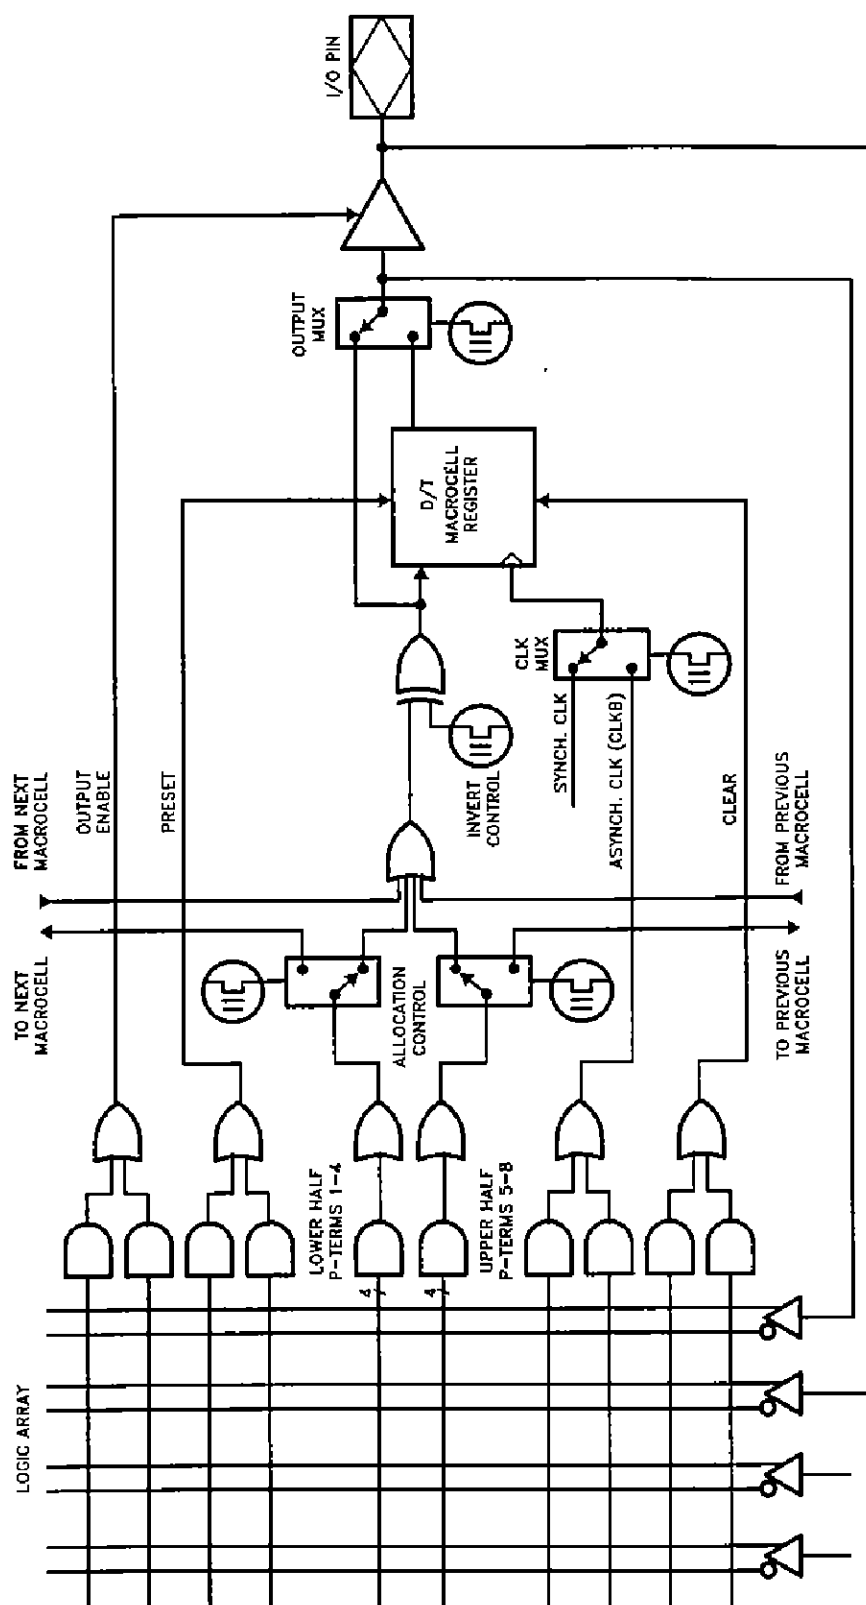 LOGIC ARRAY
TO NEXT
MACROCELL
FROM NEXT
MACROCELL
OUTPUT
ENABLE
PRESET
LOWER HALF
P-TERMS 1-4
4
4
UPPER HALF
P-TERMS 5-8
ALLOCATION
CONTROL
INVERT
CONTROL
SYNCH. CLK
ASYNCH. CLK (CLKB)
CLK
MUX
CLEAR
TO PREVIOUS
MACROCELL
FROM PREVIOUS
MACROCELL
D/T
MACROCELL
REGISTER
OUTPUT
MUX
I/O PIN